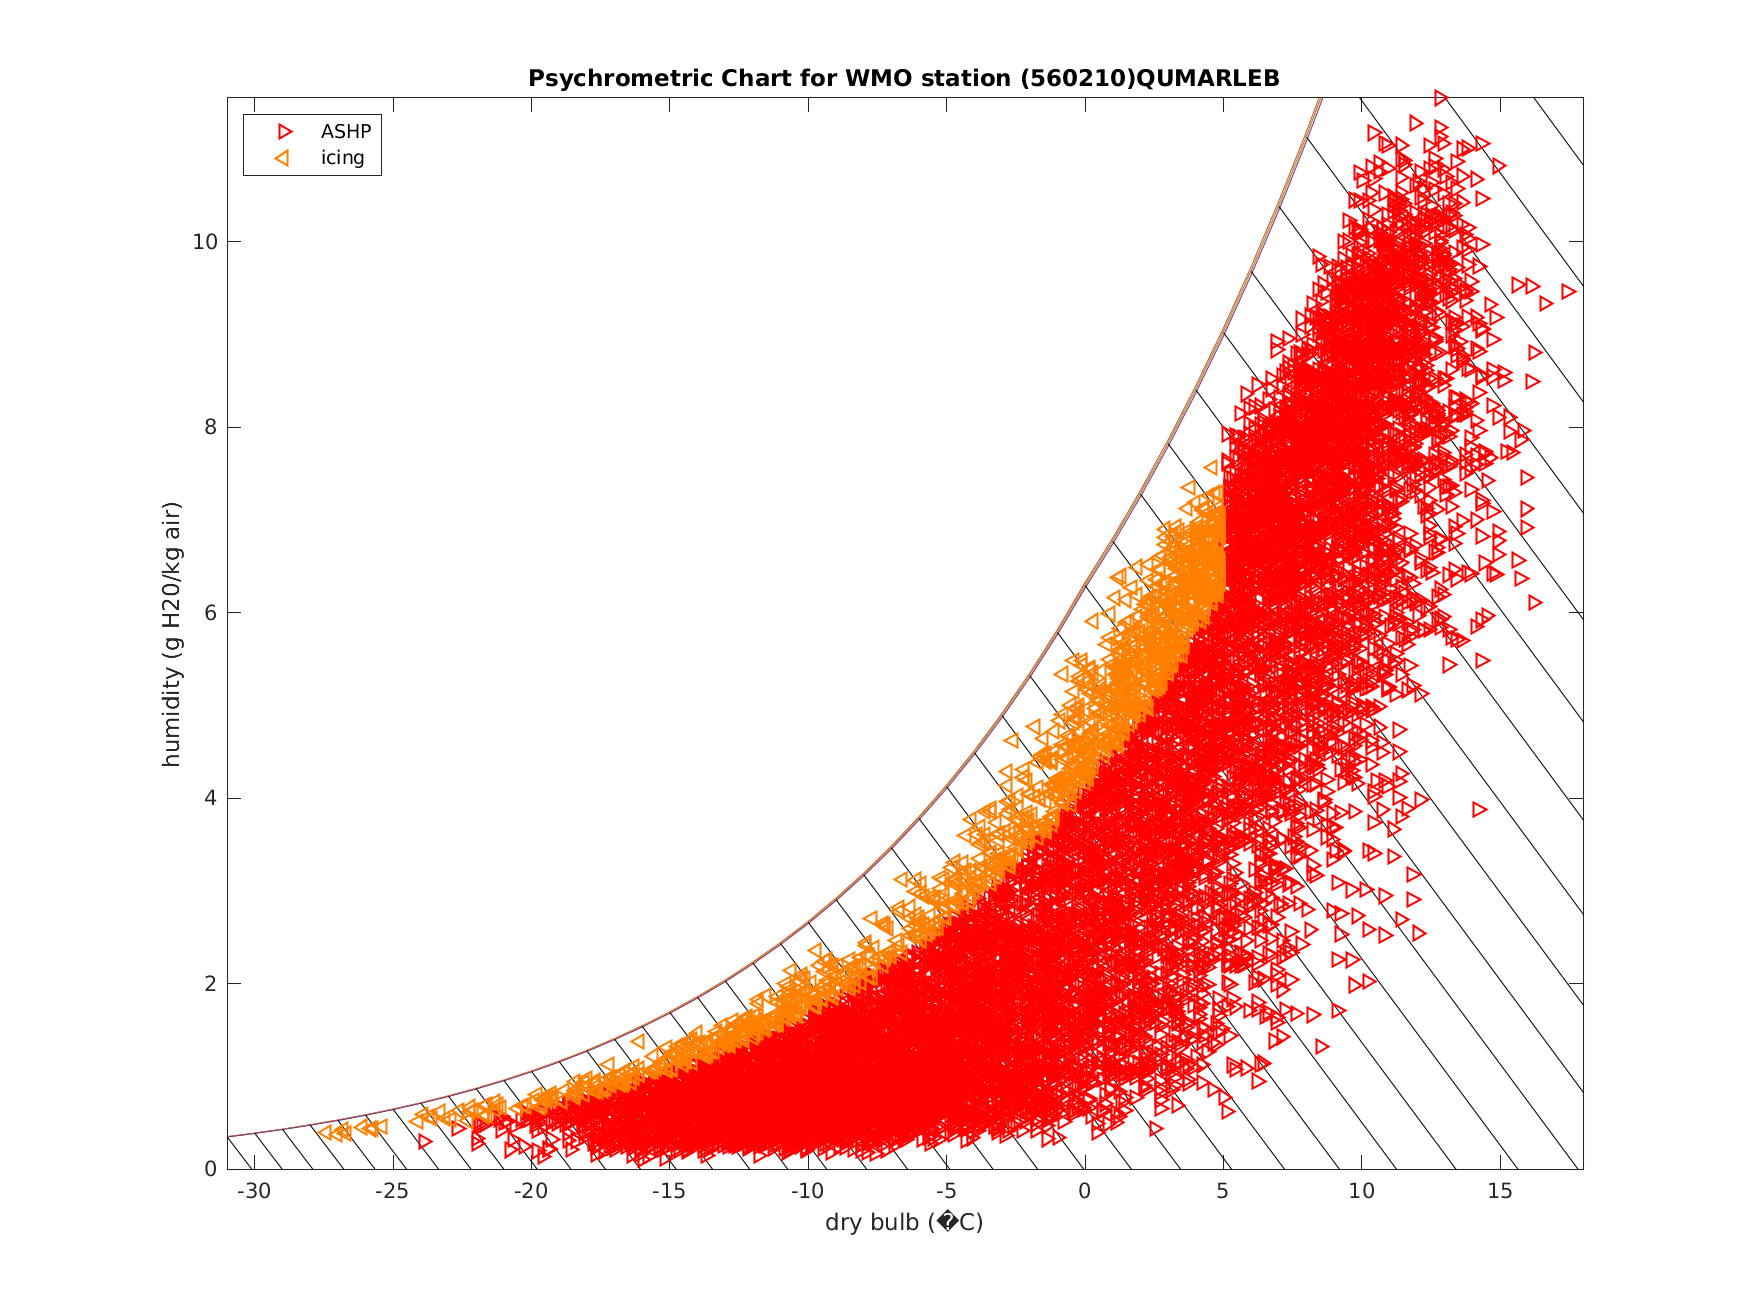 Psychrometric Chart for WMO station (560210)QUMARLEB
ASHP
icing
humidity (g H20/kg air)
10
8
6
4
2
0
-30 -25 -20 -15 -10 -5 0 5 10 15
dry bulb (�C)